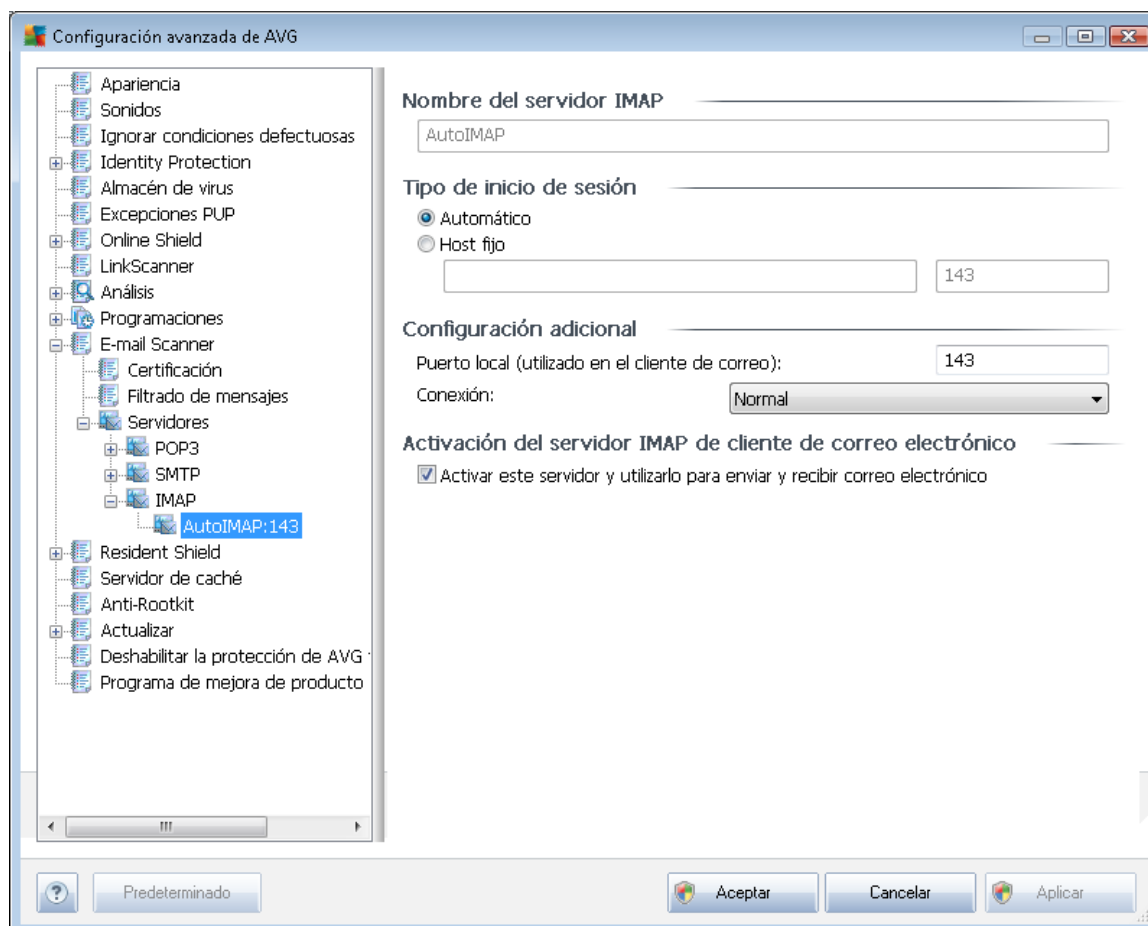 Configuración avanzada de AVG
Apariencia
Sonidos
Ignorar condiciones defectuosas
Identity Protection
Almacén de virus
Excepciones PUP
Online Shield
LinkScanner
Análisis
Programaciones
E-mail Scanner
Certificación
Filtrado de mensajes
Servidores
POP3
SMTP
IMAP
AutoIMAP:143
Resident Shield
Servidor de caché
Anti-Rootkit
Actualizar
Deshabilitar la protección de AVG
Programa de mejora de producto
Nombre del servidor IMAP
AutoIMAP
Tipo de inicio de sesión
Automático
Host fijo
143
Configuración adicional
Puerto local (utilizado en el cliente de correo): 143
Conexión: Normal
Activación del servidor IMAP de cliente de correo electrónico
Activar este servidor y utilizarlo para enviar y recibir correo electrónico
? Predeterminado Aceptar Cancelar Aplicar